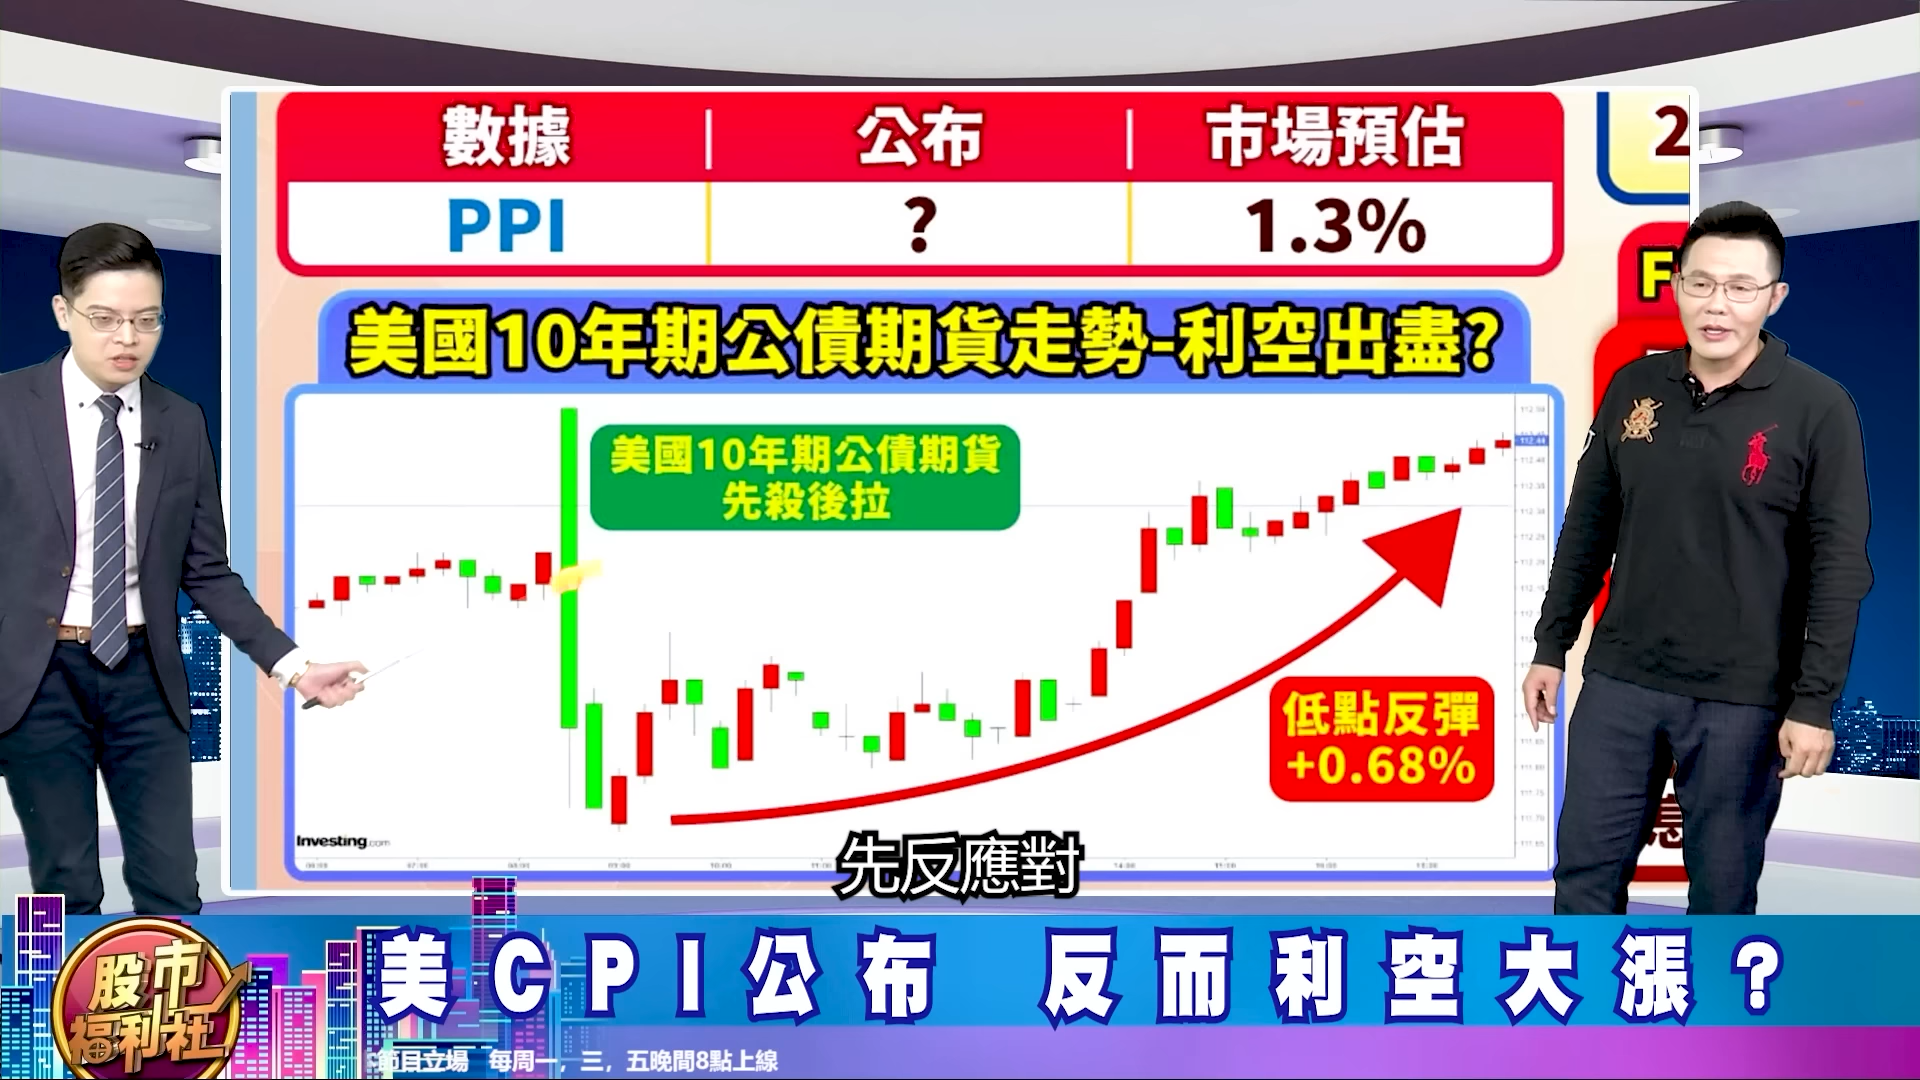 數據 公布 市場預估
PPI ? 1.3%
2
F
美國10年期公債期貨走勢-利空出盡?
美國10年期公債期貨
先殺後拉
低點反彈
+0.68%
Investing.com
先反應對
美CPI公布 反而利空大漲?
股市
福利社
節目立場 每周一, 三, 五晚間8點上線